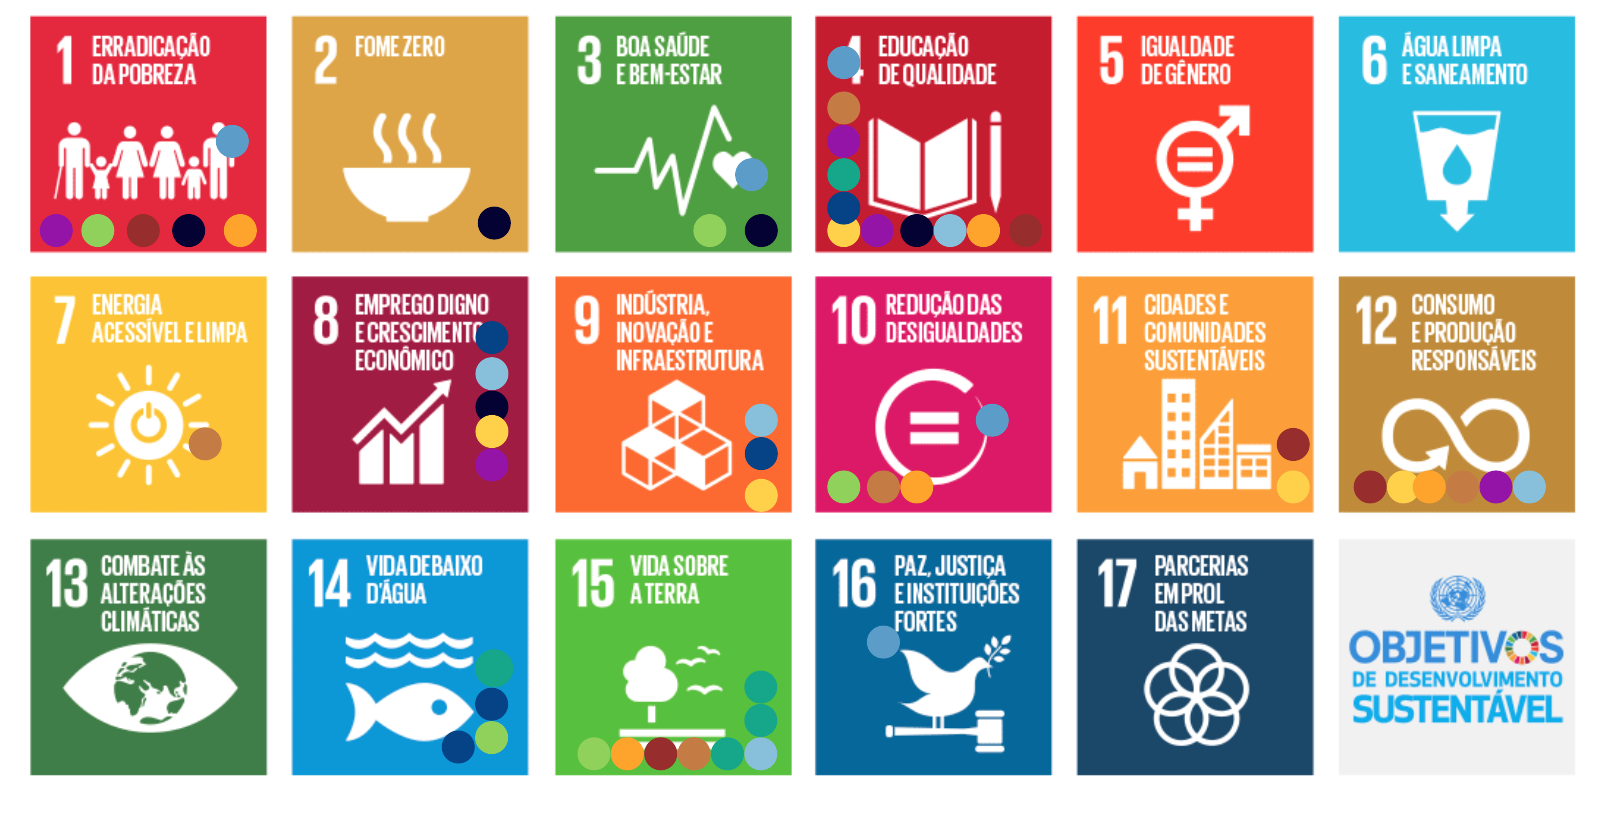 1 ERRADICAÇÃO
DA POBREZA
2 FOME ZERO
3 BOA SAÚDE
E BEM-ESTAR
4 EDUCAÇÃO
DE QUALIDADE
5 IGUALDADE
DE GÊNERO
6 ÁGUA LIMPA
E SANEAMENTO
7 ENERGIA
ACESSÍVEL E LIMPA
8 EMPREGO DIGNO
E CRESCIMENTO
ECONÔMICO
9 INDÚSTRIA,
INOVAÇÃO E
INFRAESTRUTURA
10 REDUÇÃO DAS
DESIGUALDADES
11 CIDADES E
COMUNIDADES
SUSTENTÁVEIS
12 CONSUMO
E PRODUÇÃO
RESPONSÁVEIS
13 COMBATE ÀS
ALTERAÇÕES
CLIMÁTICAS
14 VIDA DEBAIXO
D'ÁGUA
15 VIDA SOBRE
A TERRA
16 PAZ, JUSTIÇA
E INSTITUIÇÕES
FORTES
17 PARCERIAS
EM PROL
DAS METAS
OBJETIVOS
DE DESENVOLVIMENTO
SUSTENTÁVEL